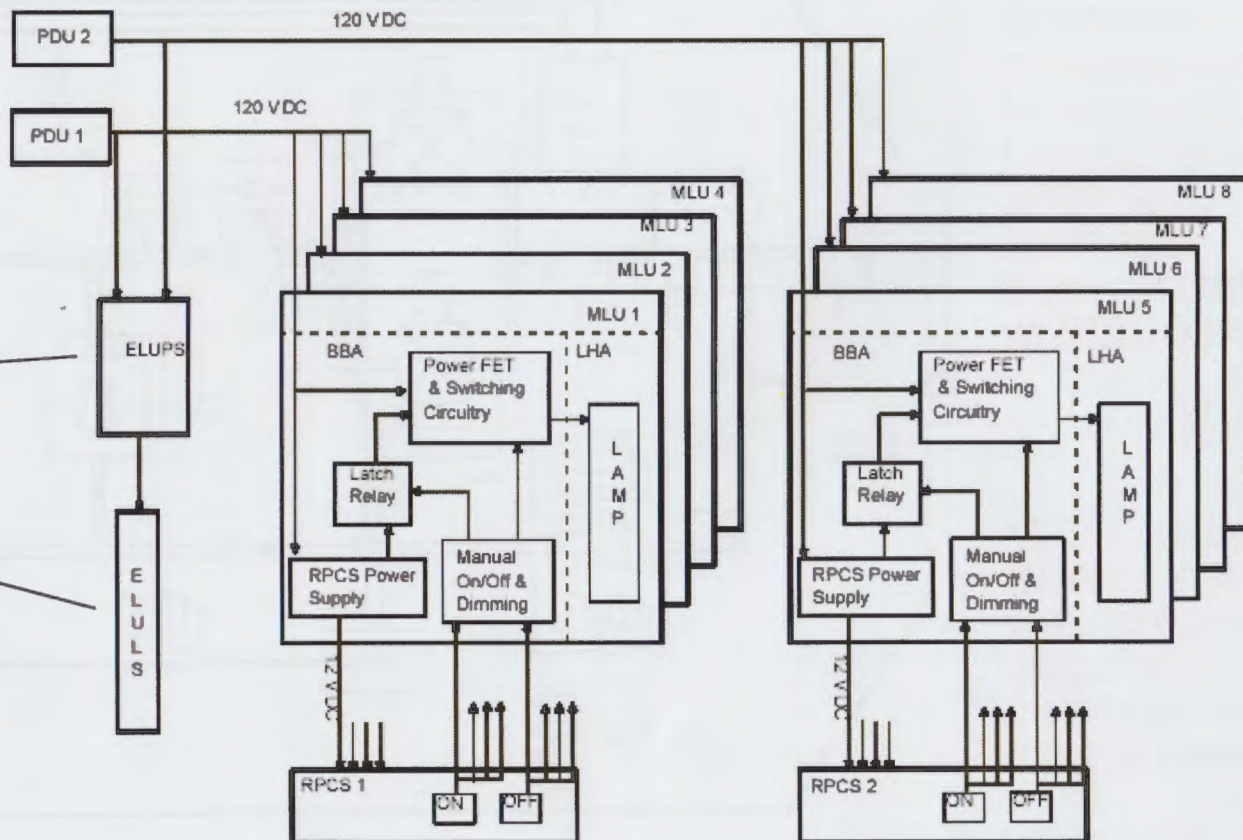 PDU 2
120 VDC
PDU 1
120 VDC
MLU 4
MLU 3
MLU 2
MLU 1
BBA
LHA
Power FET
& Switching
Circuitry
LAMP
Latch
Relay
RPCS Power
Supply
Manual
On/Off &
Dimming
12 VDC
RPCS 1
ON
OFF
MLU 8
MLU 7
MLU 6
MLU 5
BBA
LHA
Power FET
& Switching
Circuitry
LAMP
Latch
Relay
RPCS Power
Supply
Manual
On/Off &
Dimming
12 VDC
RPCS 2
ON
OFF
ELUPS
ELULS